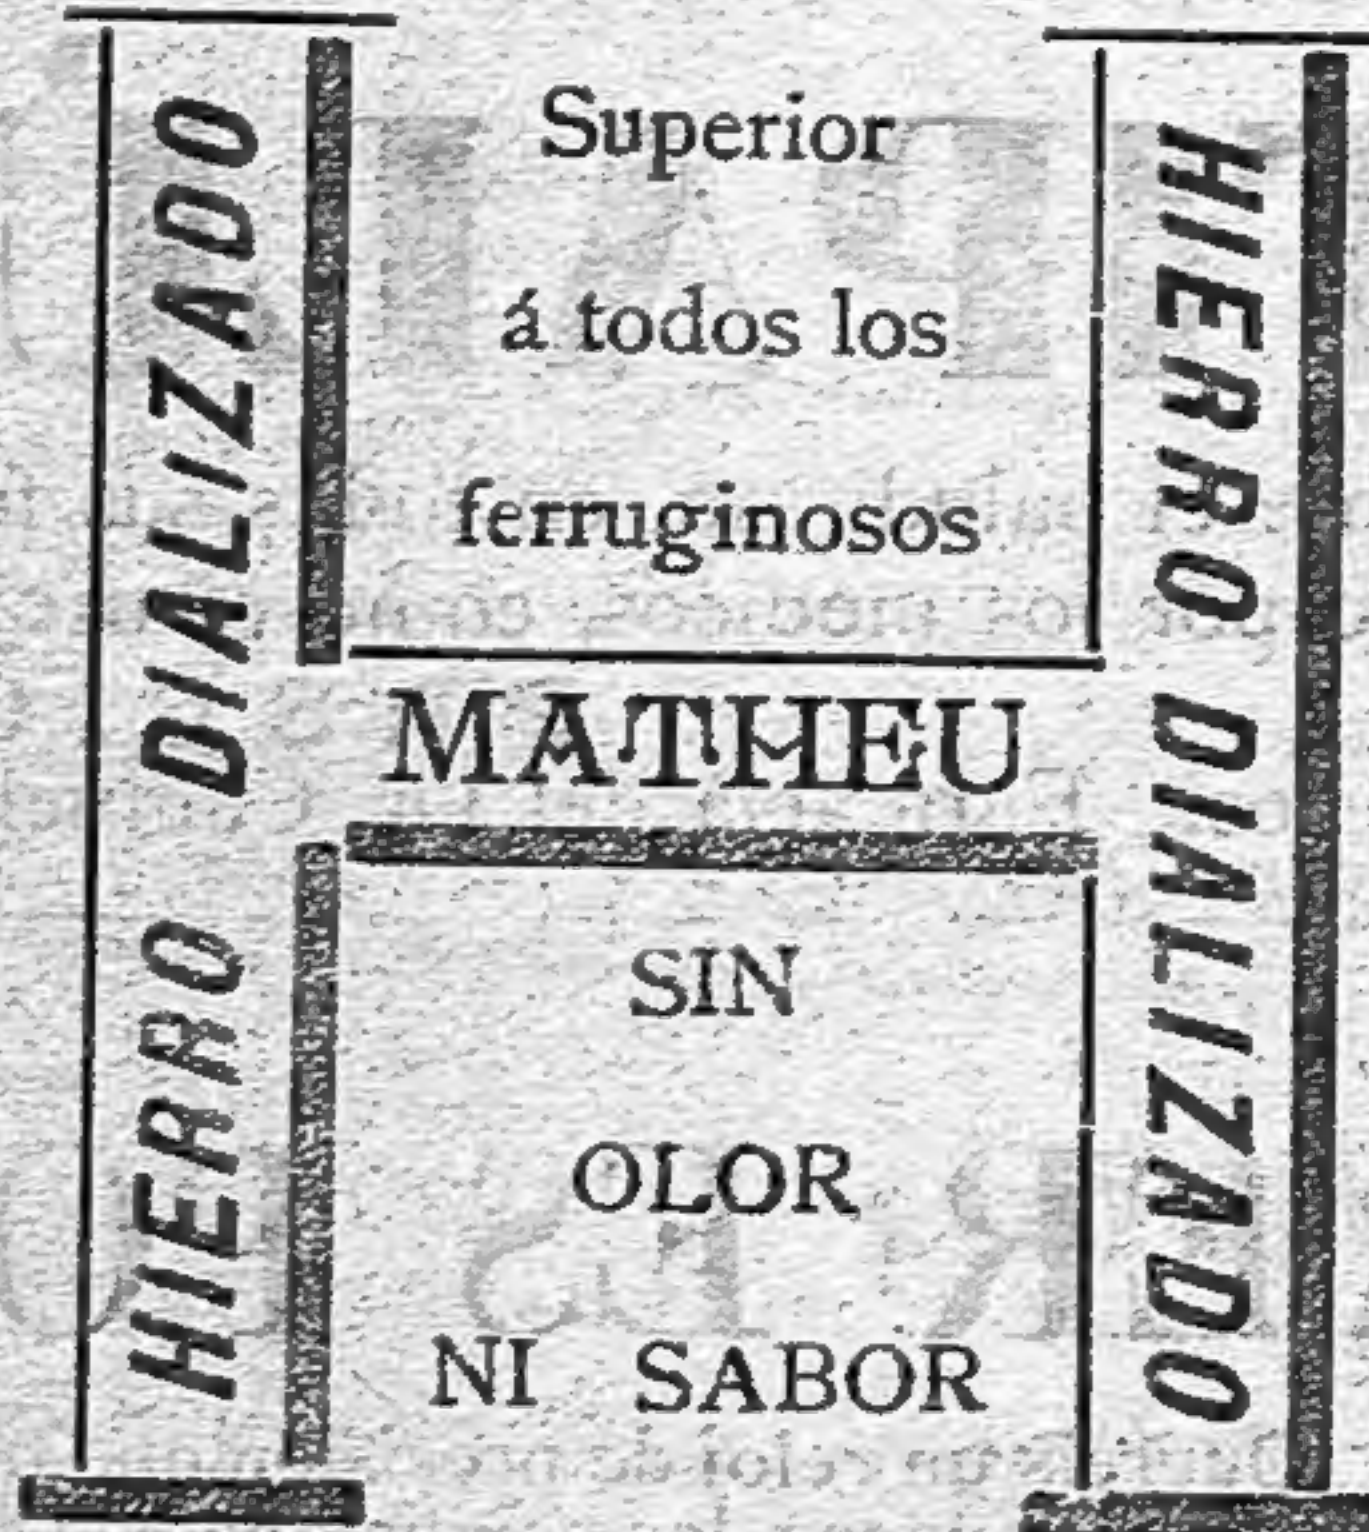 HIERRO DIALIZADO
Superior
á todos los
ferruginosos
MATHEU
SIN
OLOR
NI SABOR
HIERRO DIALIZADO